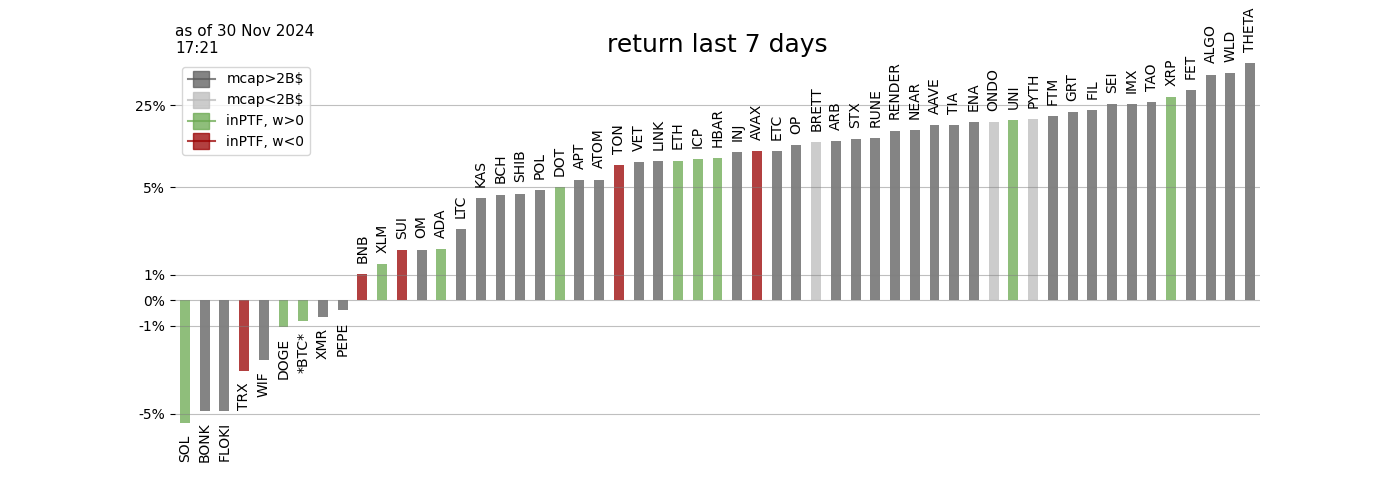 as of 30 Nov 2024
17:21
return last 7 days
mcap>2B$
mcap<2B$
inPTF, w>0
inPTF, w<0
25%
5%
1%
0%
-1%
-5%
SOL
BONK
FLOKI
TRX
WIF
DOGE
*BTC*
XMR
PEPE
BNB
XLM
SUI
OM
ADA
LTC
KAS
BCH
SHIB
POL
DOT
APT
ATOM
TON
VET
LINK
ETH
ICP
HBAR
INJ
AVAX
ETC
OP
BRETT
ARB
STX
RUNE
RENDER
NEAR
AAVE
TIA
ENA
ONDO
UNI
PYTH
FTM
GRT
FIL
SEI
IMX
TAO
XRP
FET
ALGO
WLD
THETA